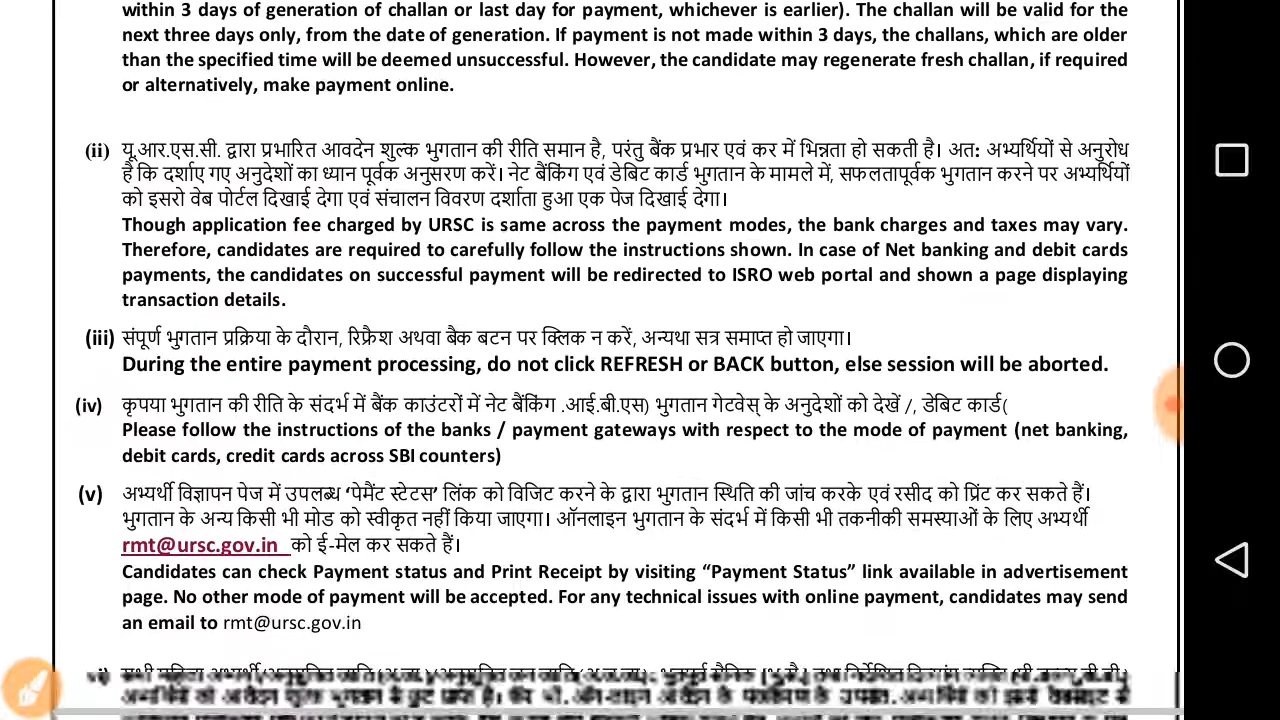 within 3 days of generation of challan or last day for payment, whichever is earlier). The challan will be valid for the
next three days only, from the date of generation. If payment is not made within 3 days, the challans, which are older
than the specified time will be deemed unsuccessful. However, the candidate may regenerate fresh challan, if required
or alternatively, make payment online.
(ii) यू.आर.एस.सी. द्वारा प्रभारित आवदेन शुल्क भुगतान की रीति समान है, परंतु बैंक प्रभार एवं कर में भिन्नता हो सकती है। अत: अभ्यर्थियों से अनुरोध
है कि दर्शाए गए अनुदेशों का ध्यान पूर्वक अनुसरण करें। नेट बैंकिंग एवं डेबिट कार्ड भुगतान के मामले में, सफलतापूर्वक भुगतान करने पर अभ्यर्थियों
को इसरो वेब पोर्टल दिखाई देगा एवं संचालन विवरण दर्शाता हुआ एक पेज दिखाई देगा।
Though application fee charged by URSC is same across the payment modes, the bank charges and taxes may vary.
Therefore, candidates are required to carefully follow the instructions shown. In case of Net banking and debit cards
payments, the candidates on successful payment will be redirected to ISRO web portal and shown a page displaying
transaction details.
(iii) संपूर्ण भुगतान प्रक्रिया के दौरान, रिफ्रैश अथवा बैक बटन पर क्लिक न करें, अन्यथा सत्र समाप्त हो जाएगा।
During the entire payment processing, do not click REFRESH or BACK button, else session will be aborted.
(iv) कृपया भुगतान की रीति के संदर्भ में बैंक काउंटरों में नेट बैंकिंग .आई.बी.एस) भुगतान गेटवेस् के अनुदेशों को देखें /, डेबिट कार्ड(
Please follow the instructions of the banks / payment gateways with respect to the mode of payment (net banking,
debit cards, credit cards across SBI counters)
(v) अभ्यर्थी विज्ञापन पेज में उपलब्ध ‘पेमैंट स्टेटस’ लिंक को विजिट करने के द्वारा भुगतान स्थिति की जांच करके एवं रसीद को प्रिंट कर सकते हैं।
भुगतान के अन्य किसी भी मोड को स्वीकृत नहीं किया जाएगा। ऑनलाइन भुगतान के संदर्भ में किसी भी तकनीकी समस्याओं के लिए अभ्यर्थी
rmt@ursc.gov.in को ई-मेल कर सकते हैं।
Candidates can check Payment status and Print Receipt by visiting “Payment Status” link available in advertisement
page. No other mode of payment will be accepted. For any technical issues with online payment, candidates may send
an email to rmt@ursc.gov.in